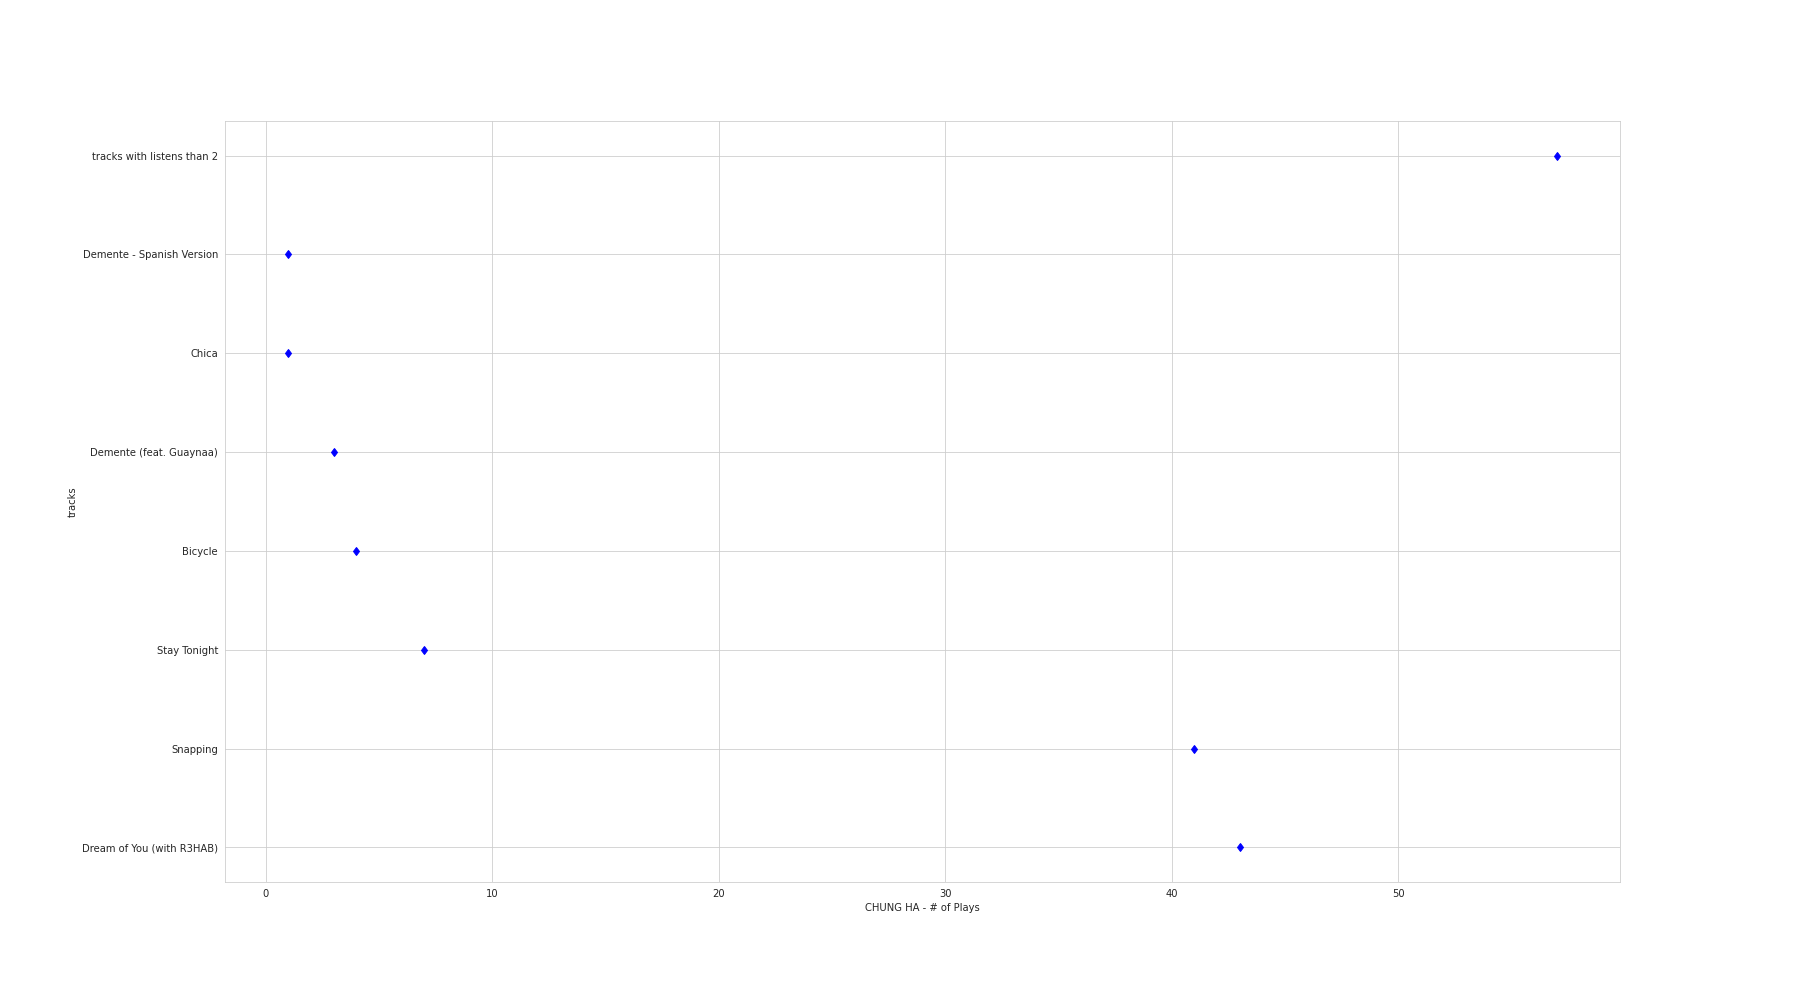 tracks with listens than 2
Demente - Spanish Version
Chica
Demente (feat. Guaynaa)
tracks
Bicycle
Stay Tonight
Snapping
Dream of You (with R3HAB)
0 10 20 30 40 50
CHUNG HA - # of Plays